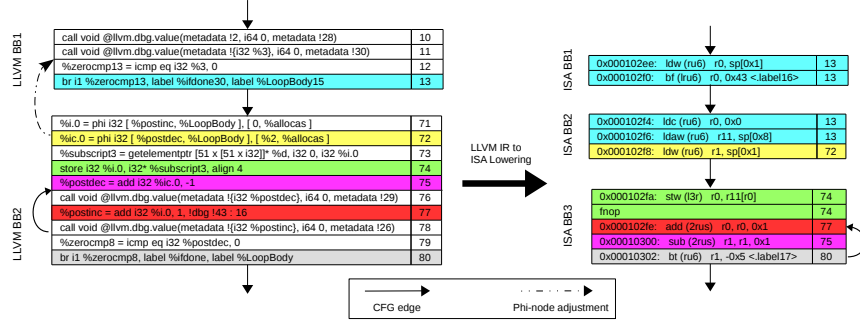 LLVM BB1
call void @llvm.dbg.value(metadata !2, i64 0, metadata !28) 10
call void @llvm.dbg.value(metadata !{i32 %3}, i64 0, metadata !30) 11
%zerocmp13 = icmp eq i32 %3, 0 12
br i1 %zerocmp13, label %ifdone30, label %LoopBody15 13
LLVM BB2
%i.0 = phi i32 [ %postinc, %LoopBody ], [ 0, %allocas ] 71
%ic.0 = phi i32 [ %postdec, %LoopBody ], [ %2, %allocas ] 72
%subscript3 = getelementptr [51 x [51 x i32]]* %d, i32 0, i32 %i.0 73
store i32 %i.0, i32* %subscript3, align 4 74
%postdec = add i32 %ic.0, -1 75
call void @llvm.dbg.value(metadata !{i32 %postdec}, i64 0, metadata !29) 76
%postinc = add i32 %i.0, 1, !dbg !43 : 16 77
call void @llvm.dbg.value(metadata !{i32 %postinc}, i64 0, metadata !26) 78
%zerocmp8 = icmp eq i32 %postdec, 0 79
br i1 %zerocmp8, label %ifdone, label %LoopBody 80
LLVM IR to
ISA Lowering
ISA BB1
0x000102ee: ldw (ru6) r0, sp[0x1] 13
0x000102f0: bf (lru6) r0, 0x43 <.label16> 13
ISA BB2
0x000102f4: ldc (ru6) r0, 0x0 13
0x000102f6: ldaw (ru6) r11, sp[0x8] 13
0x000102f8: ldw (ru6) r1, sp[0x1] 72
ISA BB3
0x000102fa: stw (l3r) r0, r11[r0] 74
fnop 74
0x000102fe: add (2rus) r0, r0, 0x1 77
0x00010300: sub (2rus) r1, r1, 0x1 75
0x00010302: bt (ru6) r1, -0x5 <.label17> 80
CFG edge
Phi-node adjustment